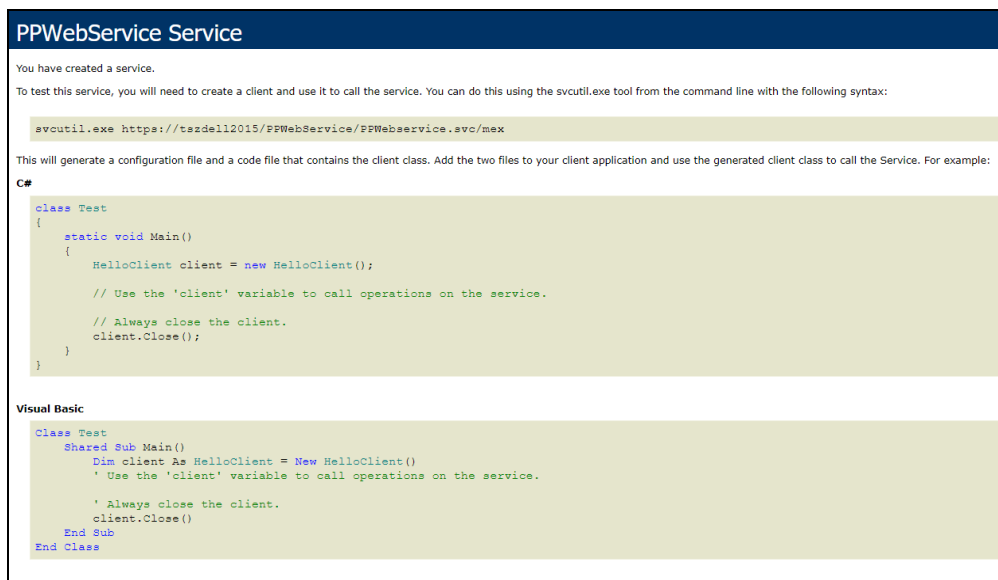 PPWebService Service
You have created a service.
To test this service, you will need to create a client and use it to call the service. You can do this using the svcutil.exe tool from the command line with the following syntax:
svcutil.exe https://tszdell2015/PPWebService/PPWebservice.svc/mex
This will generate a configuration file and a code file that contains the client class. Add the two files to your client application and use the generated client class to call the Service. For example:
C#
class Test
{
    static void Main()
    {
        HelloClient client = new HelloClient();
        // Use the 'client' variable to call operations on the service.
        // Always close the client.
        client.Close();
    }
}
Visual Basic
Class Test
    Shared Sub Main()
        Dim client As HelloClient = New HelloClient()
        ' Use the 'client' variable to call operations on the service.
        ' Always close the client.
        client.Close()
    End Sub
End Class